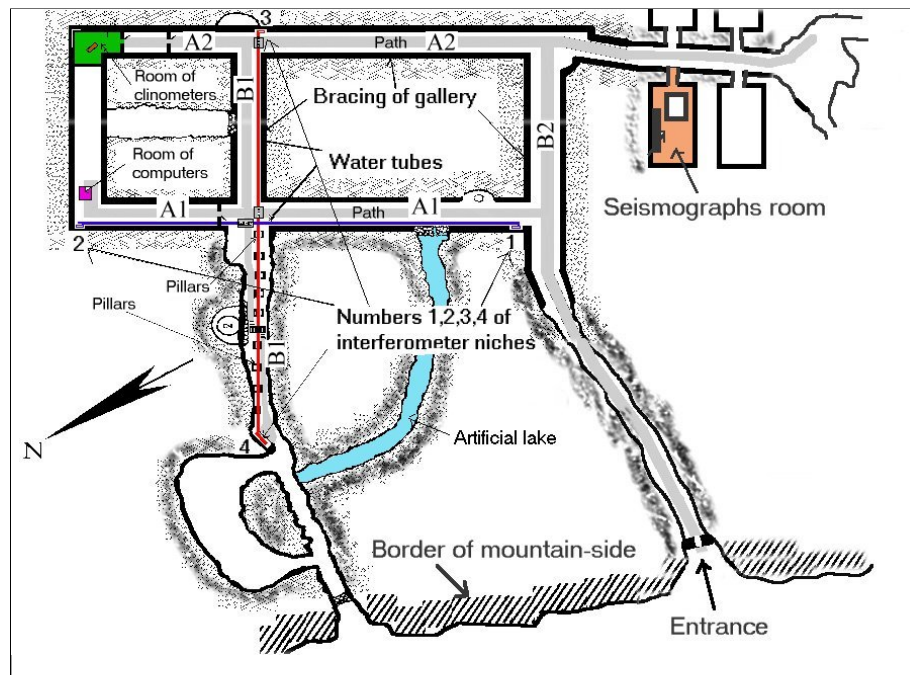 3
A2
Path
A2
B1
Room of
clinometers
Bracing of gallery
B2
Room of
computers
Water tubes
Seismographs room
A1
Path
A1
2
1
Pillars
Pillars
Numbers 1,2,3,4 of
interferometer niches
2
B1
N
4
Artificial lake
Border of mountain-side
Entrance